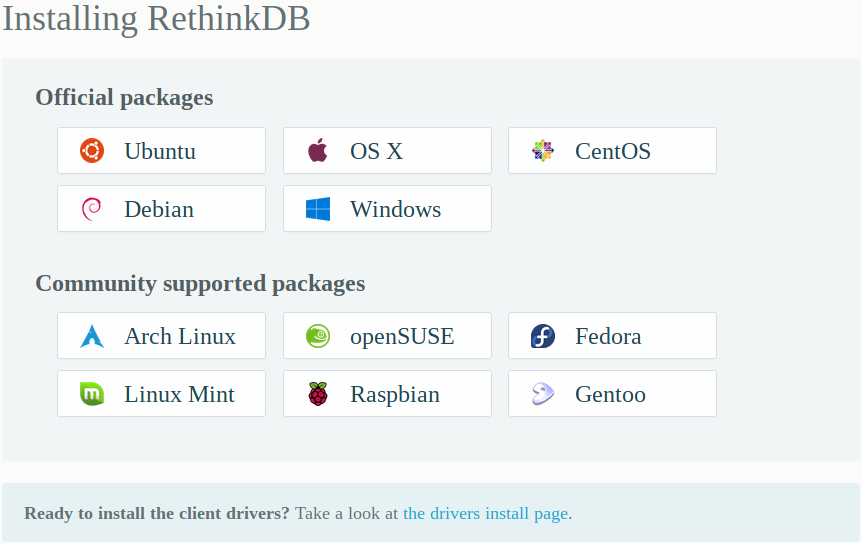 Installing RethinkDB
Official packages
Ubuntu
OS X
CentOS
Debian
Windows
Community supported packages
Arch Linux
openSUSE
Fedora
Linux Mint
Raspbian
Gentoo
Ready to install the client drivers? Take a look at the drivers install page.